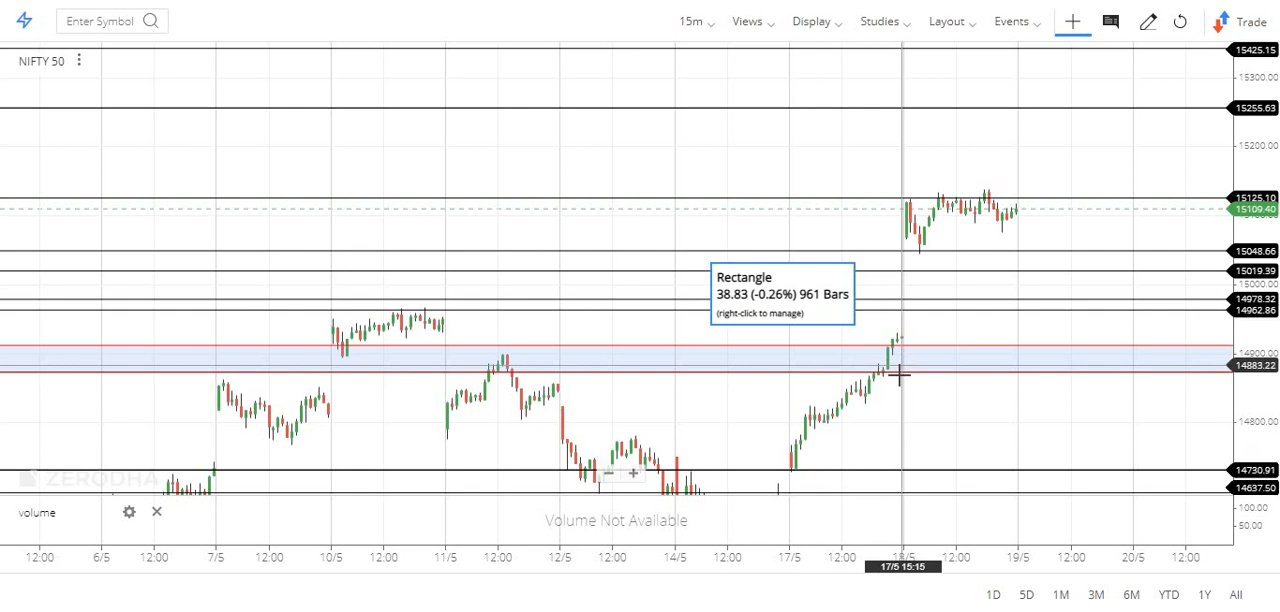 Enter Symbol
15m Views Display Studies Layout Events Trade
NIFTY 50
15425.15
15300.00
15255.63
15200.00
15125.10
15109.40
15048.66
15019.39
15000.00
14978.32
14962.86
14900.00
14883.22
14800.00
14730.91
14637.50
Rectangle
38.83 (-0.26%) 961 Bars
(right-click to manage)
ZERODHA
volume
Volume Not Available
100.00
50.00
12:00 6/5 12:00 7/5 12:00 10/5 12:00 11/5 12:00 12/5 12:00 14/5 12:00 17/5 12:00 18/5 12:00 19/5 12:00 20/5 12:00
17/5 15:15
1D 5D 1M 3M 6M YTD 1Y All